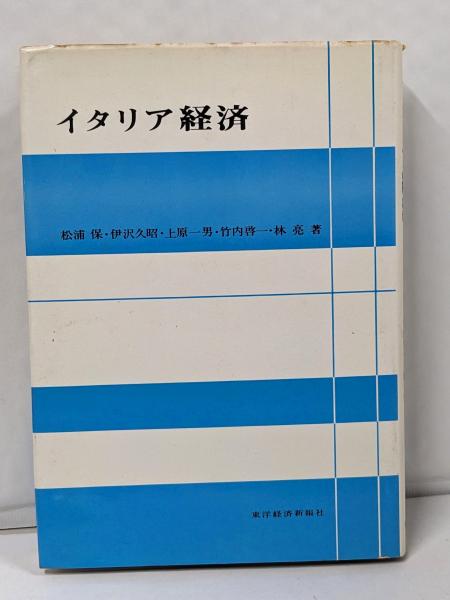 イタリア経済
松浦 保・伊沢久昭・上原一男・竹内啓一・林 亮 著
東洋経済新報社